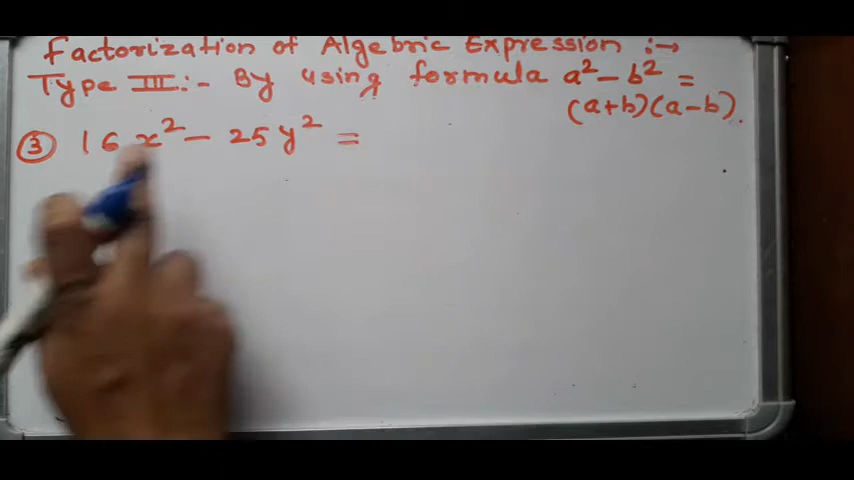 Factorization of Algebric Expression :→
Type III :- By using formula a² - b² =
(a+b)(a-b).
③ 16x² - 25y² =